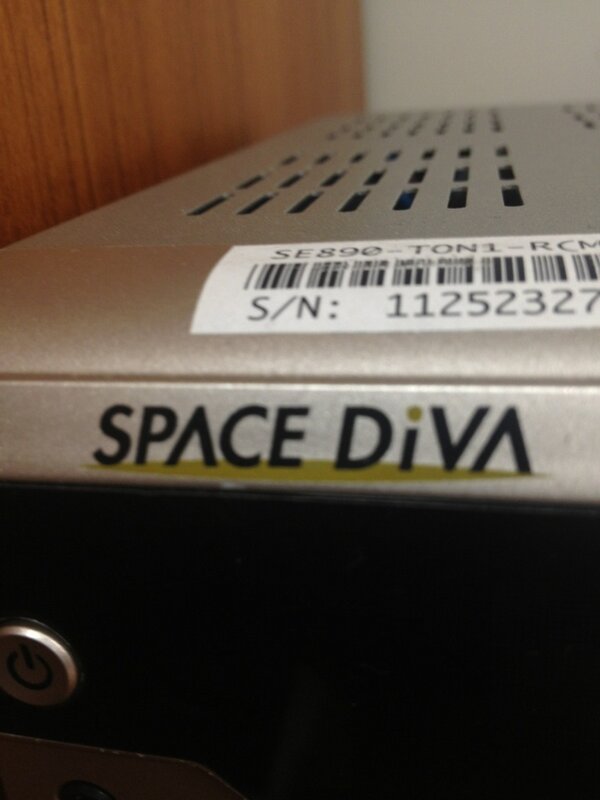 SE890-TON1-RCM
S/N: 11252327
SPACE DiVA